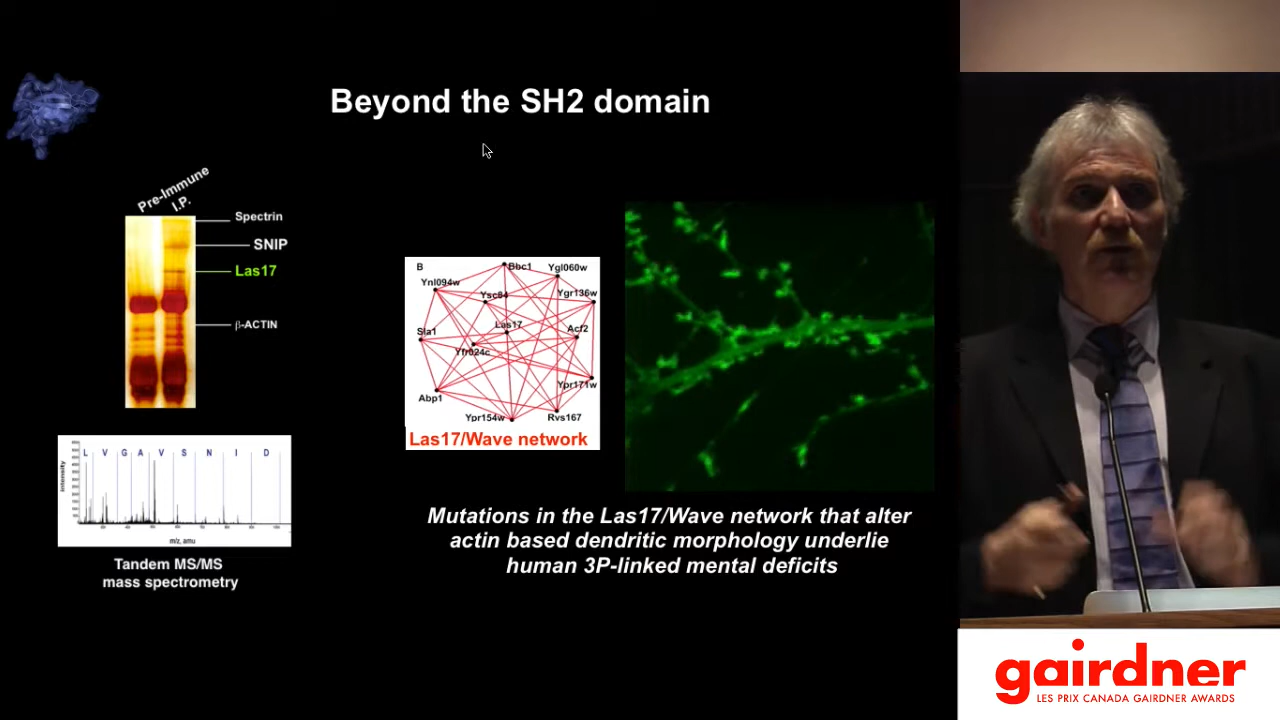 Beyond the SH2 domain
Pre-Immune
I.P.
Spectrin
SNIP
Las17
β-ACTIN
B
Bbc1
Ygl060w
Ynl094w
Ysc84
Ygr136w
Sla1
Las17
Acf2
Yfr024c
Ypr171w
Abp1
Ypr154w
Rvs167
Las17/Wave network
L V G A V S N I D
Intensity
m/z, amu
Tandem MS/MS
mass spectrometry
Mutations in the Las17/Wave network that alter
actin based dendritic morphology underlie
human 3P-linked mental deficits
gairdner
LES PRIX CANADA GAIRDNER AWARDS